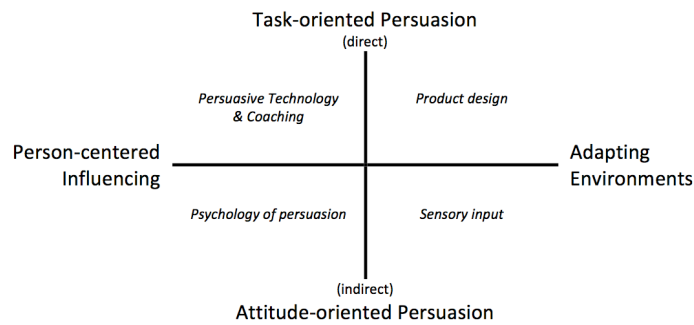 Task-oriented Persuasion
(direct)
Persuasive Technology
& Coaching
Product design
Person-centered
Influencing
Adapting
Environments
Psychology of persuasion
Sensory input
(indirect)
Attitude-oriented Persuasion